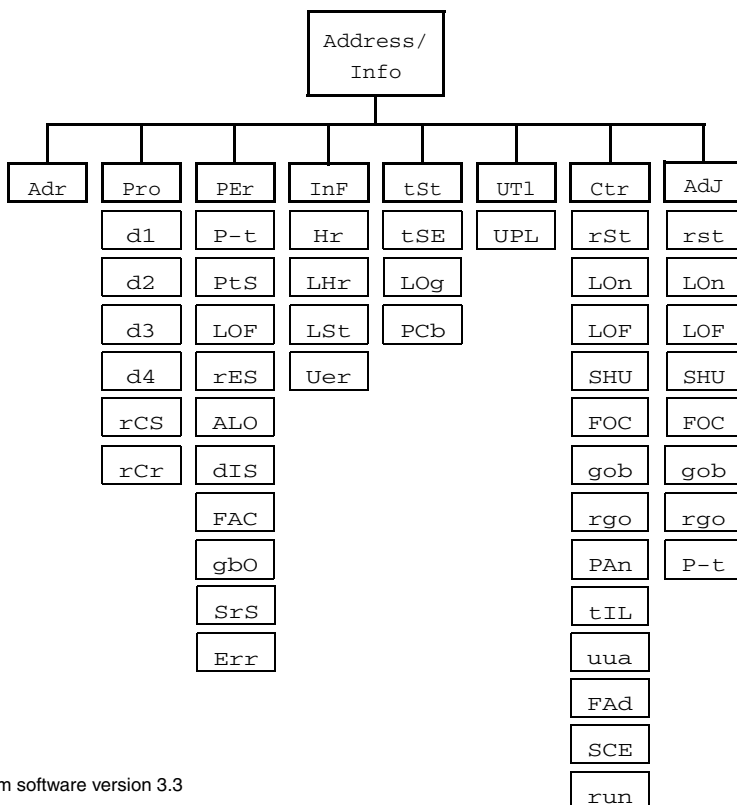 Address/
Info
Adr Pro PEr InF tSt UTl Ctr AdJ
d1 P-t Hr tSE UPL rSt rst
d2 PtS LHr LOg LOn LOn
d3 LOF LSt PCb LOF LOF
d4 rES Uer SHU SHU
rCS ALO FOC FOC
rCr dIS gob gob
FAC rgo rgo
gbO PAn P-t
SrS tIL
Err uua
FAd
SCE
m software version 3.3
run